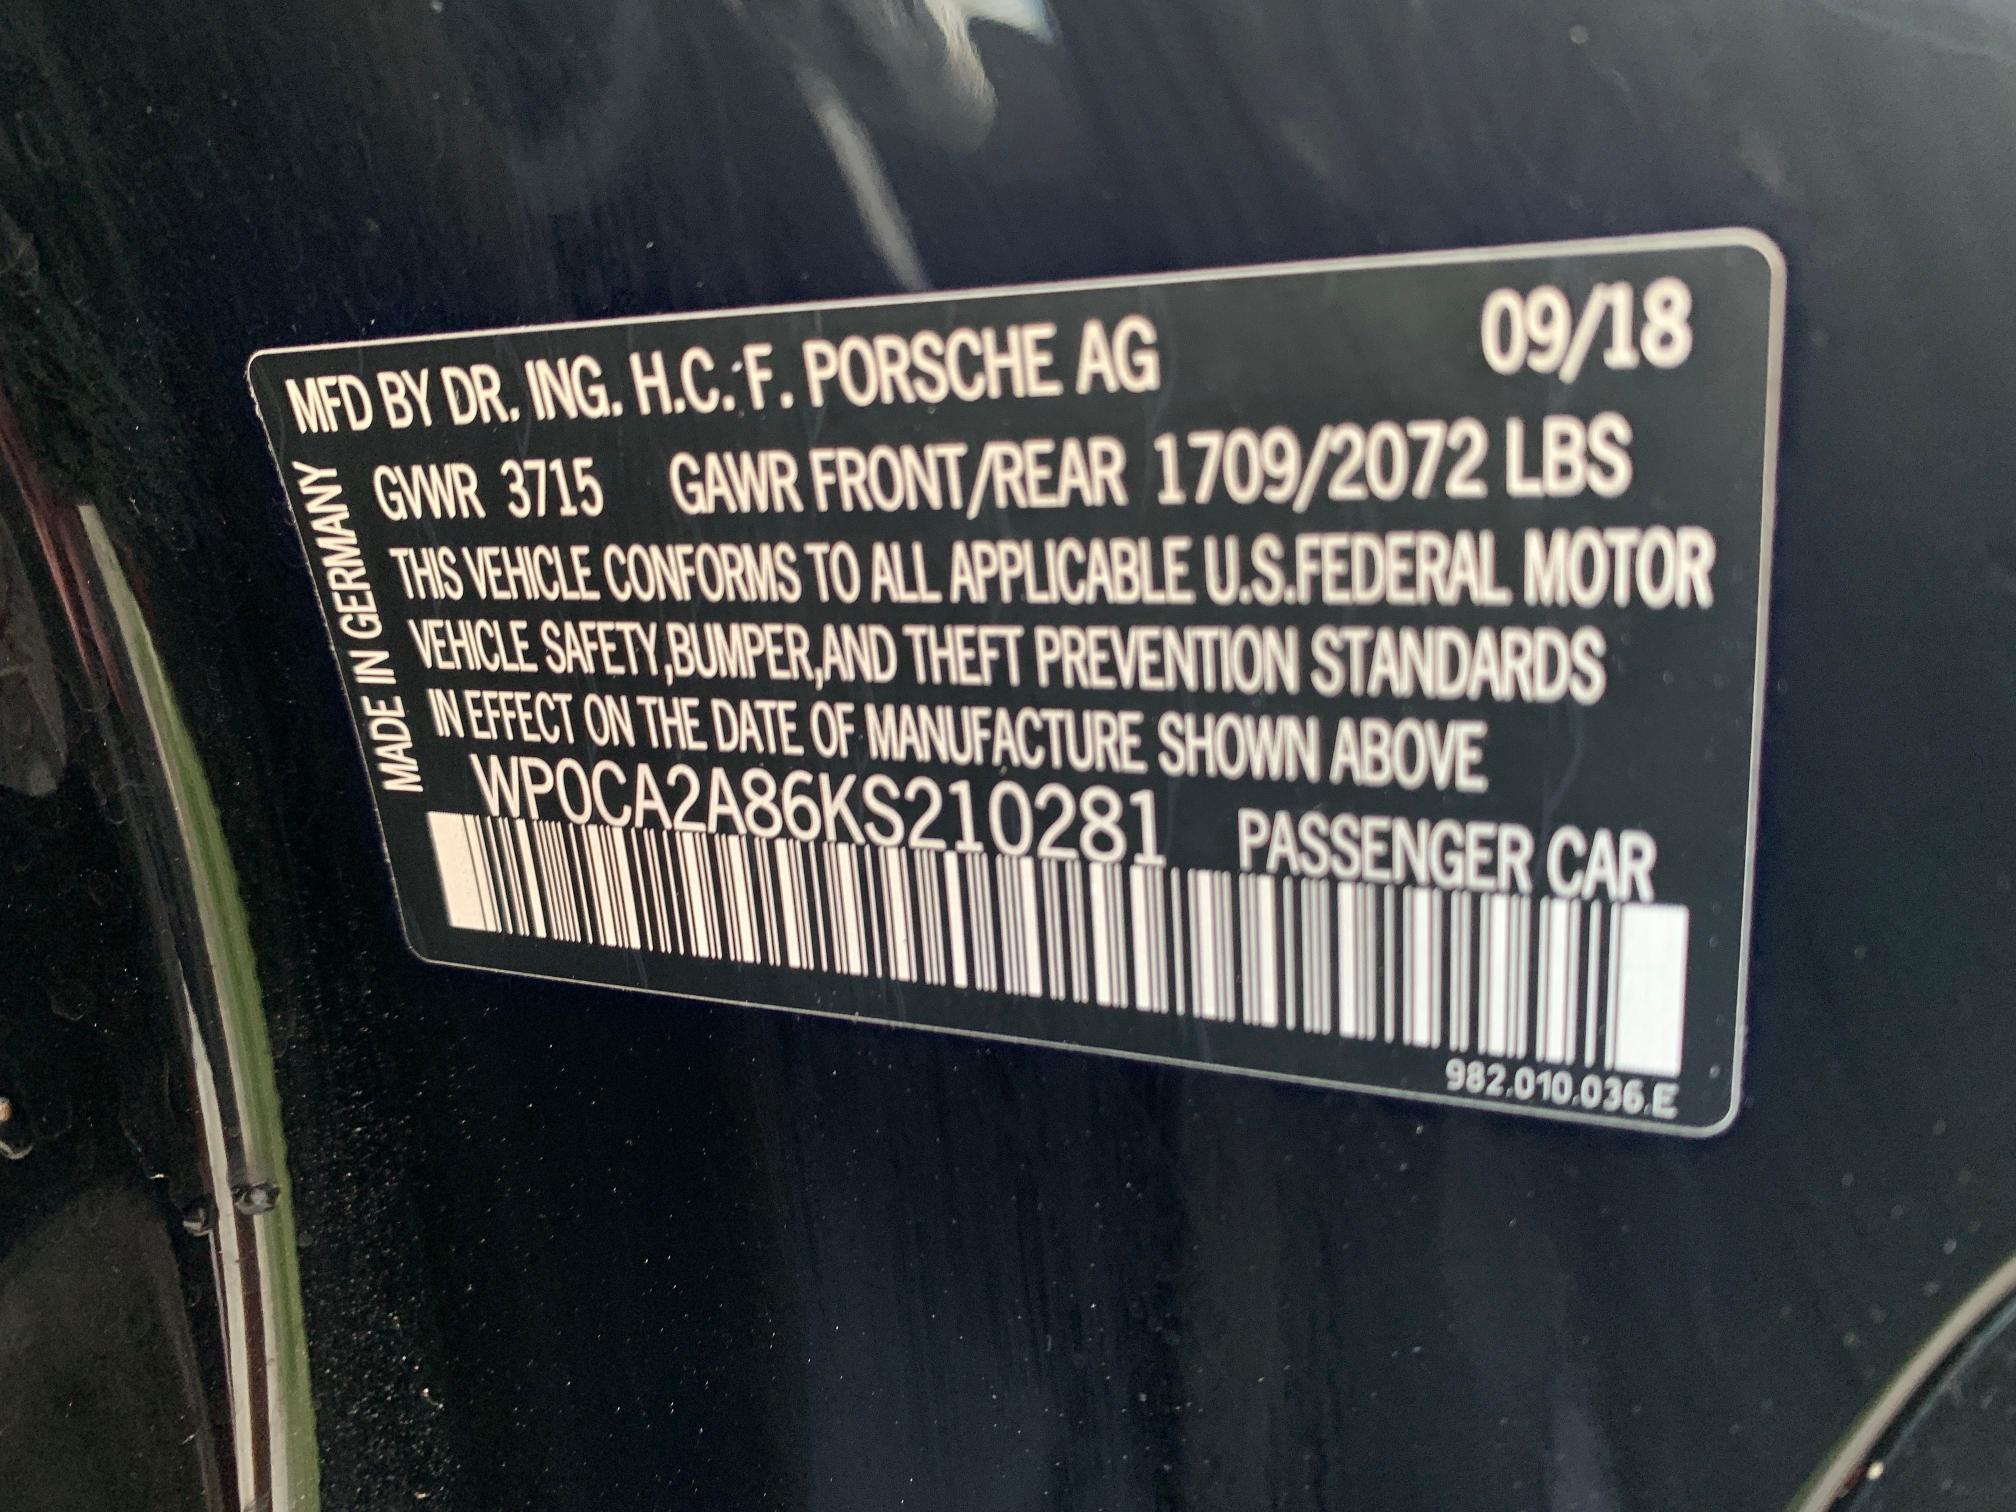 MFD BY DR. ING. H.C. F. PORSCHE AG 09/18
GVWR 3715 GAWR FRONT/REAR 1709/2072 LBS
THIS VEHICLE CONFORMS TO ALL APPLICABLE U.S.FEDERAL MOTOR
VEHICLE SAFETY,BUMPER,AND THEFT PREVENTION STANDARDS
IN EFFECT ON THE DATE OF MANUFACTURE SHOWN ABOVE
WP0CA2A86KS210281 PASSENGER CAR
982.010.036.E
MADE IN GERMANY